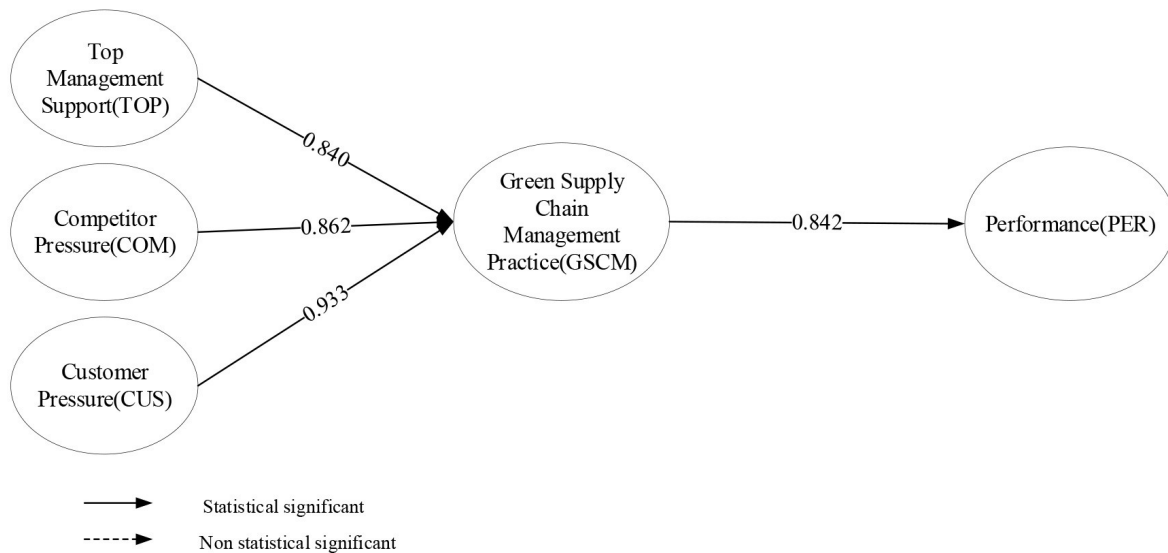 Top
Management
Support(TOP)
0.840
Competitor
Pressure(COM)
0.862
Customer
Pressure(CUS)
0.933
Green Supply
Chain
Management
Practice(GSCM)
0.842
Performance(PER)
Statistical significant
Non statistical significant